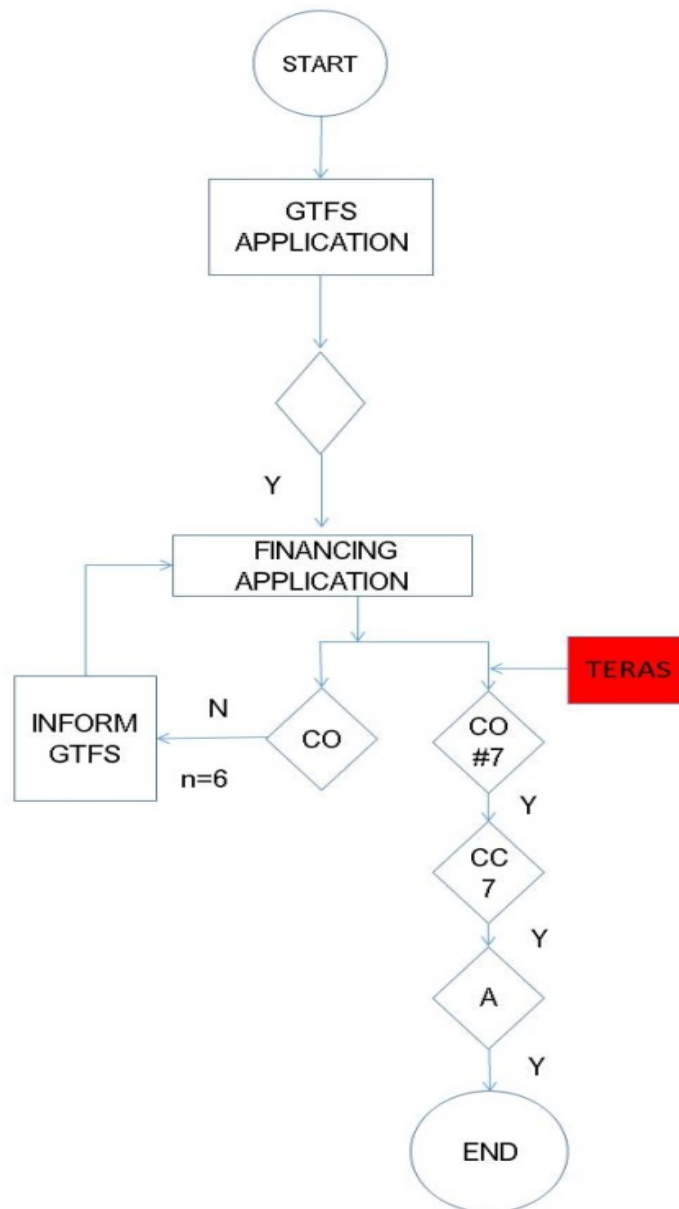 START
GTFS
APPLICATION
Y
FINANCING
APPLICATION
TERAS
INFORM
GTFS
N
n=6
CO
CO
#7
Y
CC
7
Y
A
Y
END